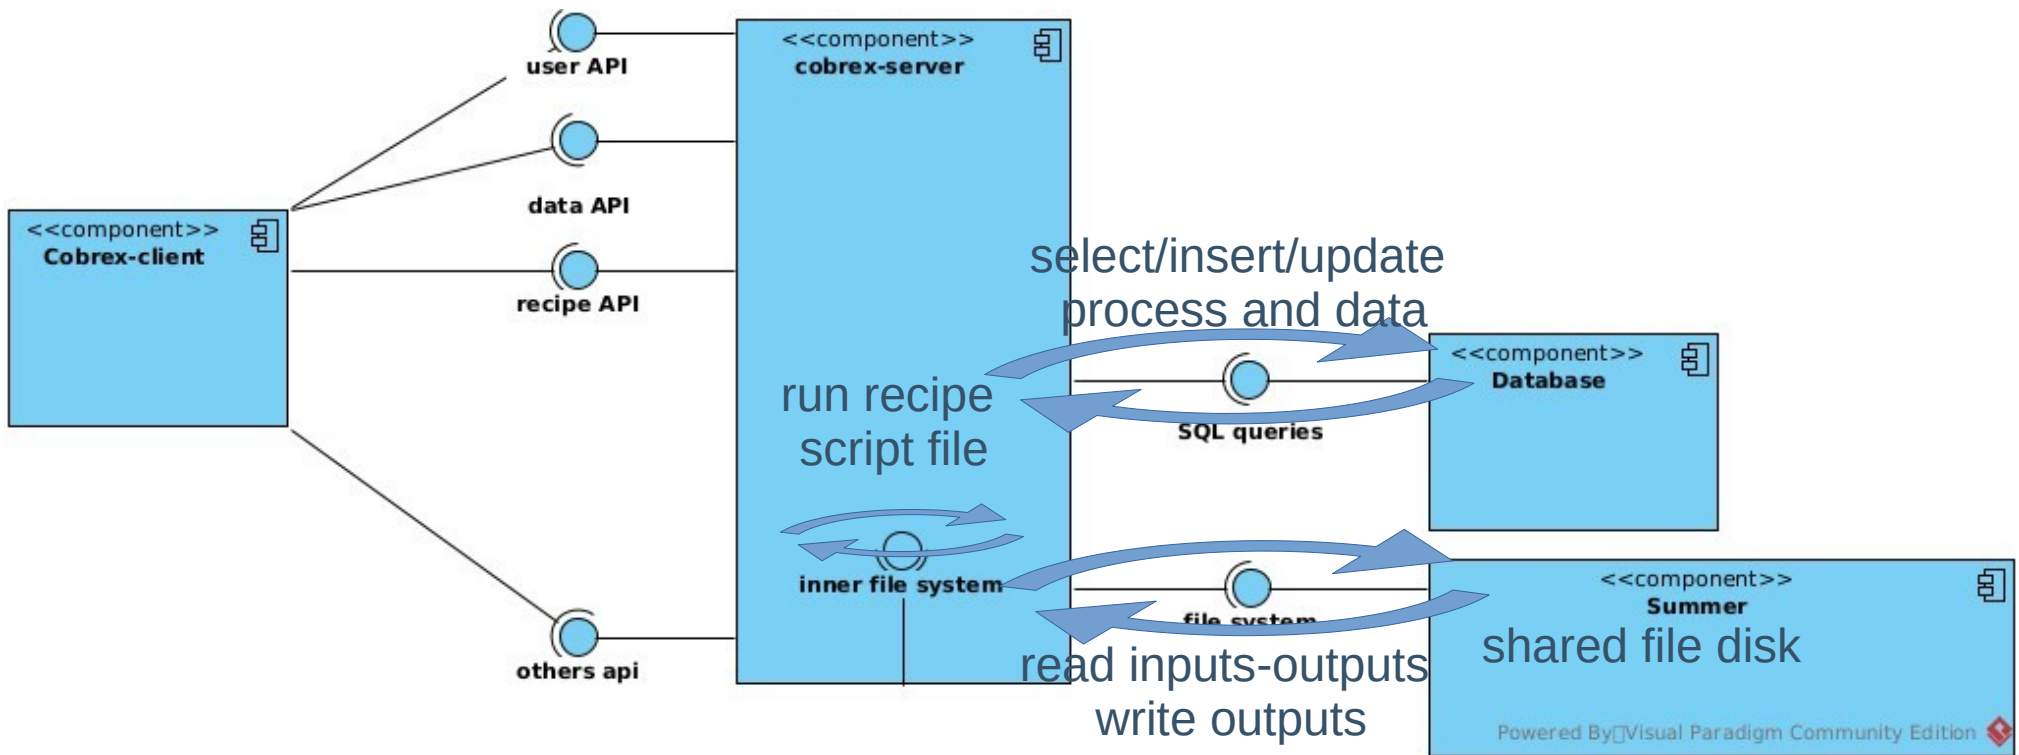 user API
<<component>>
cobrex-server
data API
<<component>>
Cobrex-client
recipe API
select/insert/update
process and data
<<component>>
Database
run recipe
script file
SQL queries
inner file system
<<component>>
Summer
file system
shared file disk
others api
read inputs-outputs
write outputs
Powered By▯Visual Paradigm Community Edition